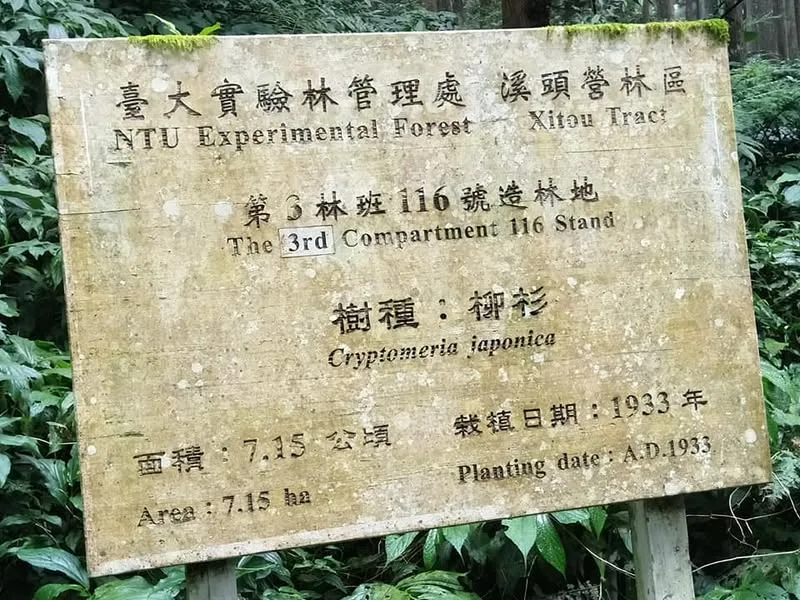 臺大實驗林管理處 溪頭營林區
NTU Experimental Forest Xitou Tract
第3林班116號造林地
The 3rd Compartment 116 Stand
樹種：柳杉
Cryptomeria japonica
面積：7.15 公頃
Area：7.15 ha
栽植日期：1933年
Planting date：A.D.1933